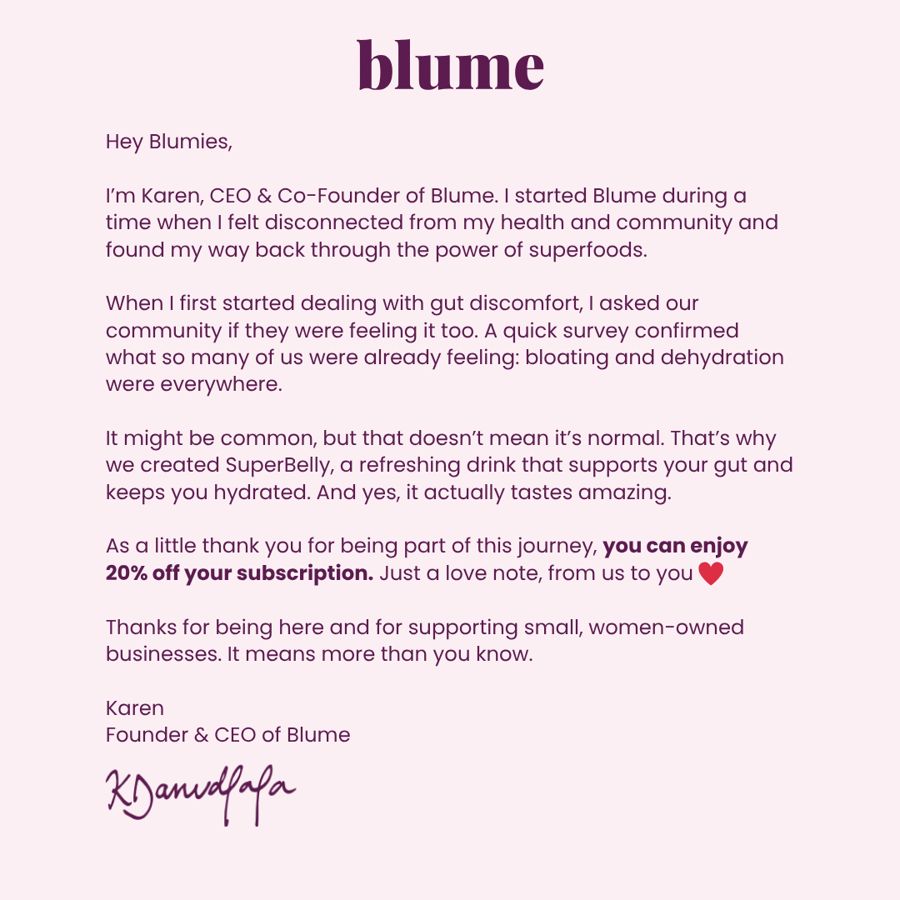 blume
Hey Blumies,
I’m Karen, CEO & Co-Founder of Blume. I started Blume during a
time when I felt disconnected from my health and community and
found my way back through the power of superfoods.
When I first started dealing with gut discomfort, I asked our
community if they were feeling it too. A quick survey confirmed
what so many of us were already feeling: bloating and dehydration
were everywhere.
It might be common, but that doesn’t mean it’s normal. That’s why
we created SuperBelly, a refreshing drink that supports your gut and
keeps you hydrated. And yes, it actually tastes amazing.
As a little thank you for being part of this journey, you can enjoy
20% off your subscription. Just a love note, from us to you ❤️
Thanks for being here and for supporting small, women-owned
businesses. It means more than you know.
Karen
Founder & CEO of Blume